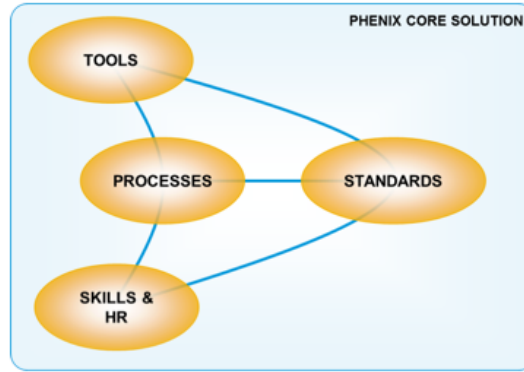 PHENIX CORE SOLUTION
TOOLS
PROCESSES
STANDARDS
SKILLS &
HR